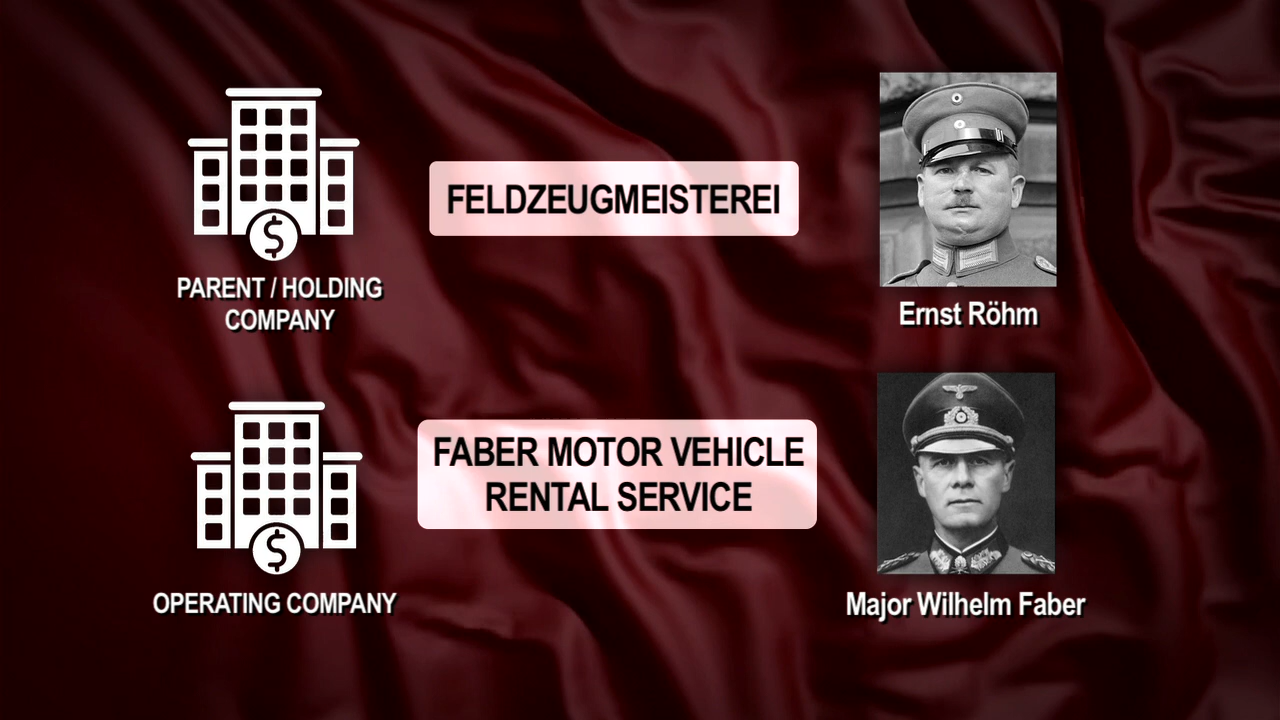 FELDZEUGMEISTEREI
PARENT / HOLDING
COMPANY
Ernst Röhm
FABER MOTOR VEHICLE
RENTAL SERVICE
OPERATING COMPANY
Major Wilhelm Faber